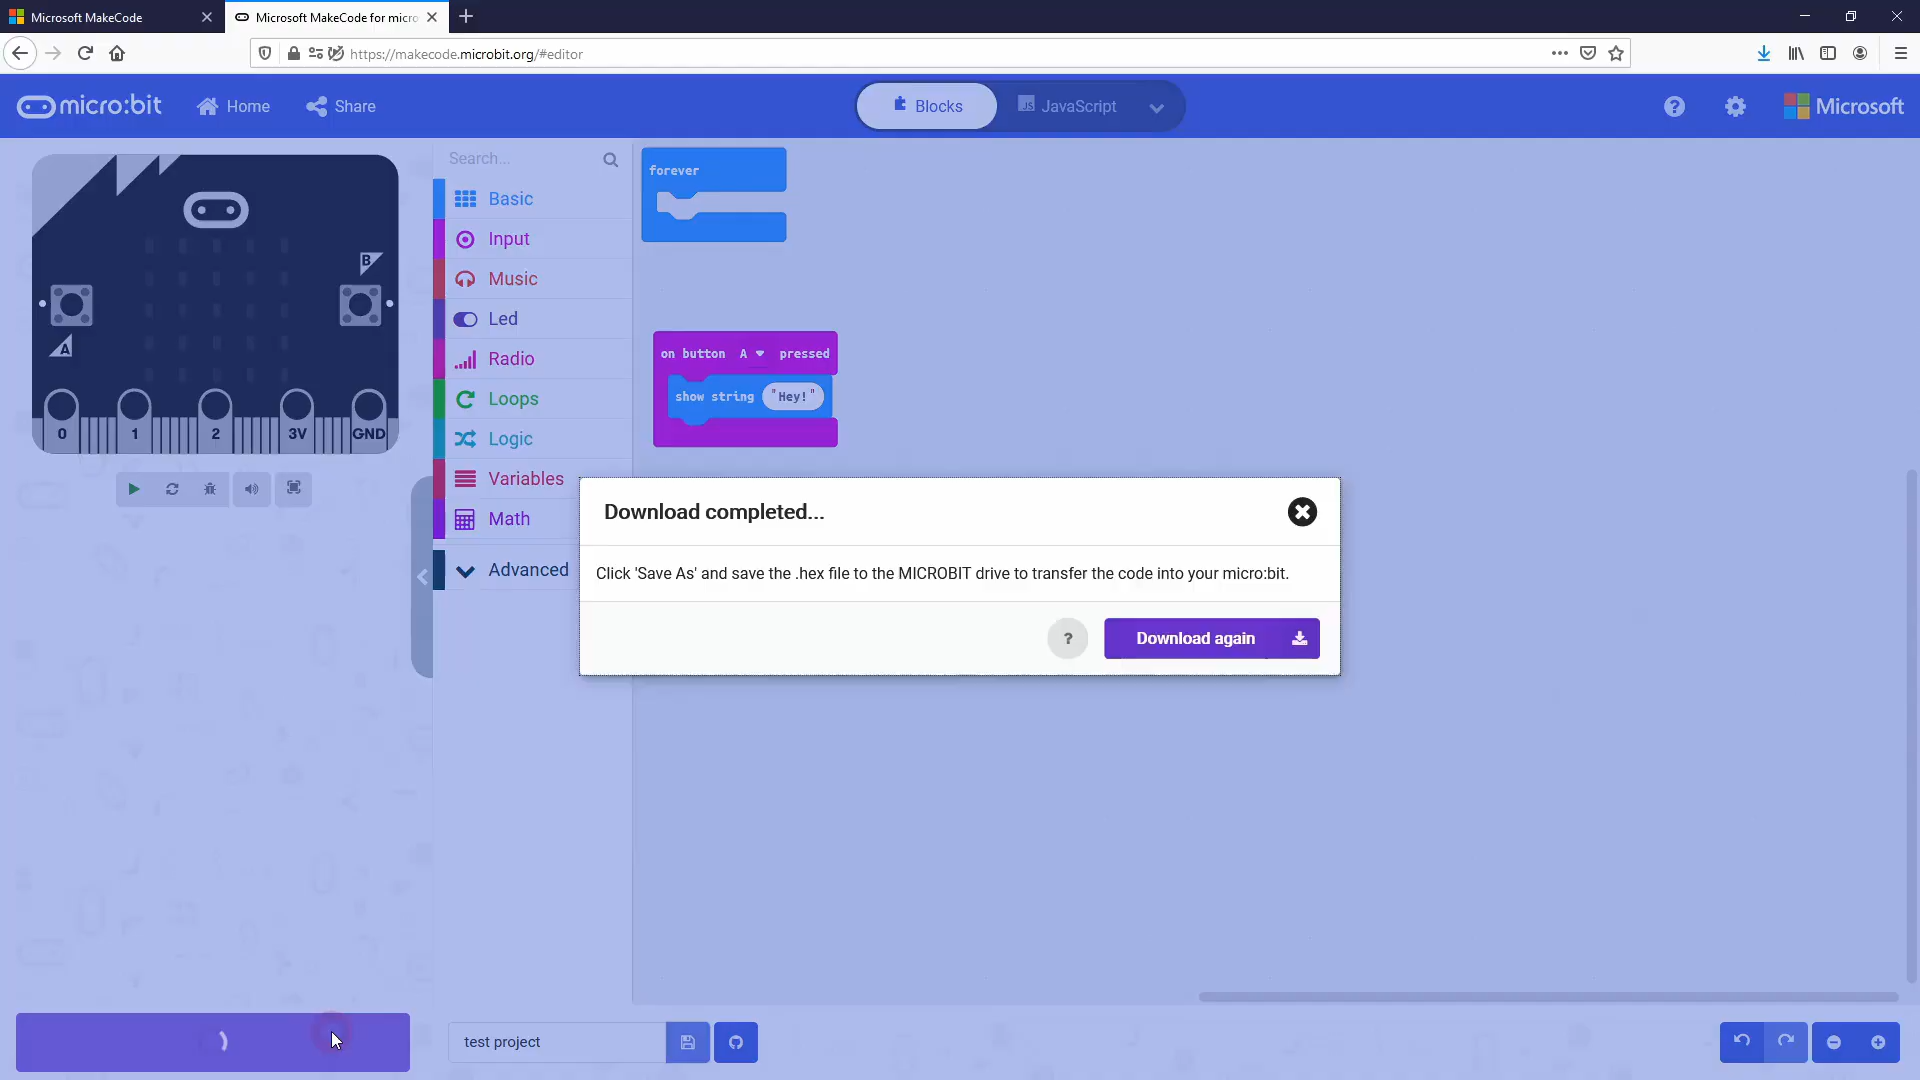 Microsoft MakeCode
Microsoft MakeCode for micro
https://makecode.microbit.org/#editor
micro:bit
Home
Share
Blocks
JS JavaScript
?
Microsoft
Search...
Basic
Input
Music
Led
Radio
Loops
Logic
Variables
Math
Advanced
B
A
0 1 2 3V GND
forever
on button A pressed
show string "Hey!"
Download completed...
Click 'Save As' and save the .hex file to the MICROBIT drive to transfer the code into your micro:bit.
?
Download again
test project